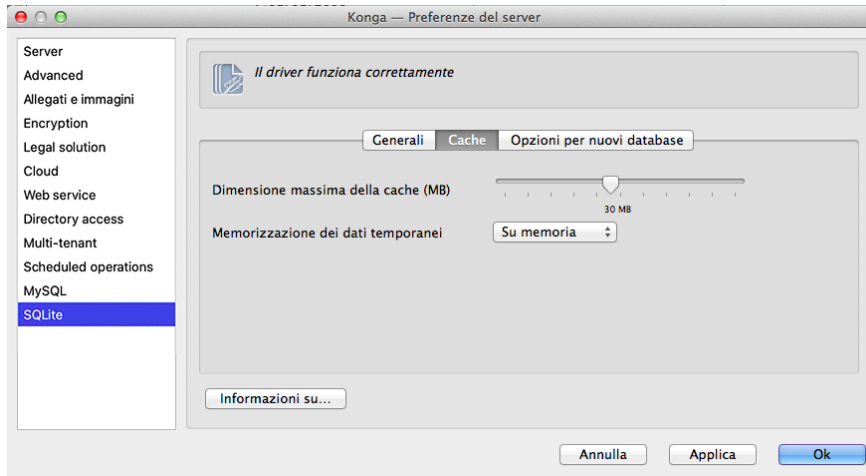 Konga — Preferenze del server
Server
Advanced
Allegati e immagini
Encryption
Legal solution
Cloud
Web service
Directory access
Multi-tenant
Scheduled operations
MySQL
SQLite
Il driver funziona correttamente
Generali Cache Opzioni per nuovi database
Dimensione massima della cache (MB)
30 MB
Memorizzazione dei dati temporanei Su memoria
Informazioni su...
Annulla Applica Ok